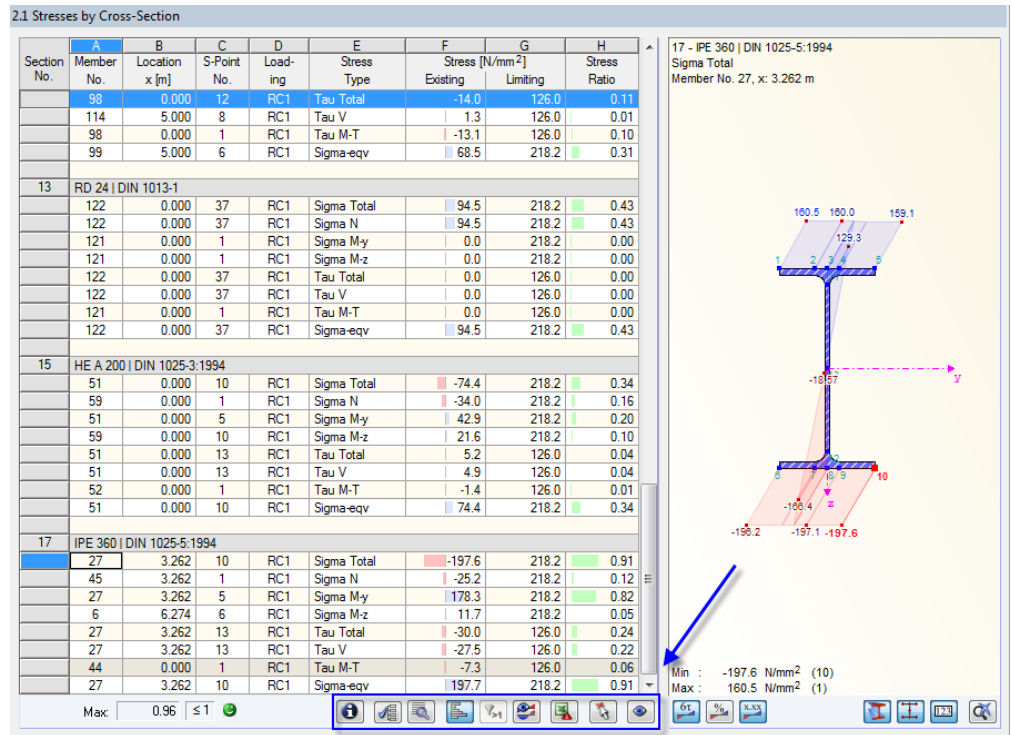 2.1 Stresses by Cross-Section
A B C D E F G H
Section Member Location S-Point Load- Stress Stress [N/mm²] Stress
No. No. x [m] No. ing Type Existing Limiting Ratio
98 0.000 12 RC1 Tau Total -14.0 126.0 0.11
114 5.000 8 RC1 Tau V 1.3 126.0 0.01
98 0.000 1 RC1 Tau M-T -13.1 126.0 0.10
99 5.000 6 RC1 Sigma-eqv 68.5 218.2 0.31
13 RD 24 | DIN 1013-1
122 0.000 37 RC1 Sigma Total 94.5 218.2 0.43
122 0.000 37 RC1 Sigma N 94.5 218.2 0.43
121 0.000 1 RC1 Sigma M-y 0.0 218.2 0.00
121 0.000 1 RC1 Sigma M-z 0.0 218.2 0.00
122 0.000 37 RC1 Tau Total 0.0 126.0 0.00
122 0.000 37 RC1 Tau V 0.0 126.0 0.00
121 0.000 1 RC1 Tau M-T 0.0 126.0 0.00
122 0.000 37 RC1 Sigma-eqv 94.5 218.2 0.43
15 HE A 200 | DIN 1025-3:1994
51 0.000 10 RC1 Sigma Total -74.4 218.2 0.34
59 0.000 1 RC1 Sigma N -34.0 218.2 0.16
51 0.000 5 RC1 Sigma M-y 42.9 218.2 0.20
59 0.000 10 RC1 Sigma M-z 21.6 218.2 0.10
51 0.000 13 RC1 Tau Total 5.2 126.0 0.04
51 0.000 13 RC1 Tau V 4.9 126.0 0.04
52 0.000 1 RC1 Tau M-T -1.4 126.0 0.01
51 0.000 10 RC1 Sigma-eqv 74.4 218.2 0.34
17 IPE 360 | DIN 1025-5:1994
27 3.262 10 RC1 Sigma Total -197.6 218.2 0.91
45 3.262 1 RC1 Sigma N -25.2 218.2 0.12
27 3.262 5 RC1 Sigma M-y 178.3 218.2 0.82
6 6.274 6 RC1 Sigma M-z 11.7 218.2 0.05
27 3.262 13 RC1 Tau Total -30.0 126.0 0.24
27 3.262 13 RC1 Tau V -27.5 126.0 0.22
44 0.000 1 RC1 Tau M-T -7.3 126.0 0.06
27 3.262 10 RC1 Sigma-eqv 197.7 218.2 0.91
Max: 0.96 ≤ 1
17 - IPE 360 | DIN 1025-5:1994
Sigma Total
Member No. 27, x: 3.262 m
160.5 160.0 159.1
129.3
1 2 3 4 5
y
6 7 8 9 10
z
-196.2 -197.1 -197.6
Min : -197.6 N/mm² (10)
Max : 160.5 N/mm² (1)
>1
στ % x.xx
123